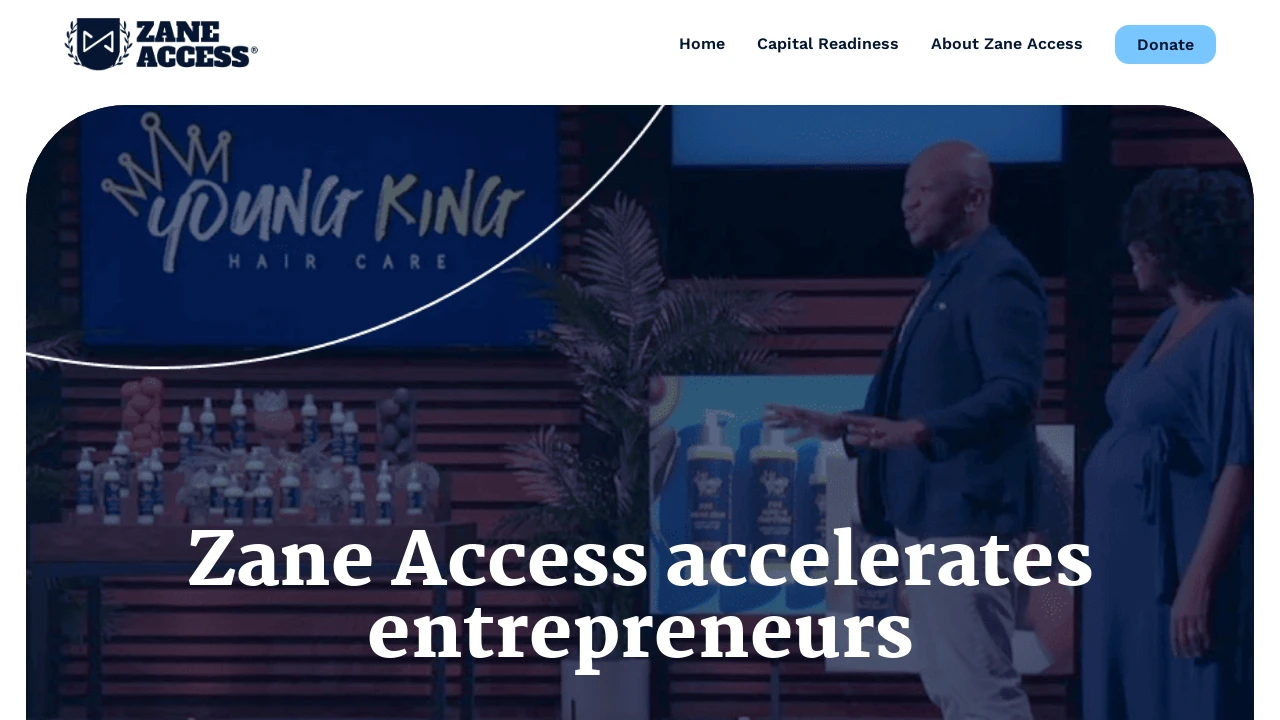 ZANE
ACCESS®
Home
Capital Readiness
About Zane Access
Donate
YOUNG KING
HAIR CARE
Zane Access accelerates
entrepreneurs